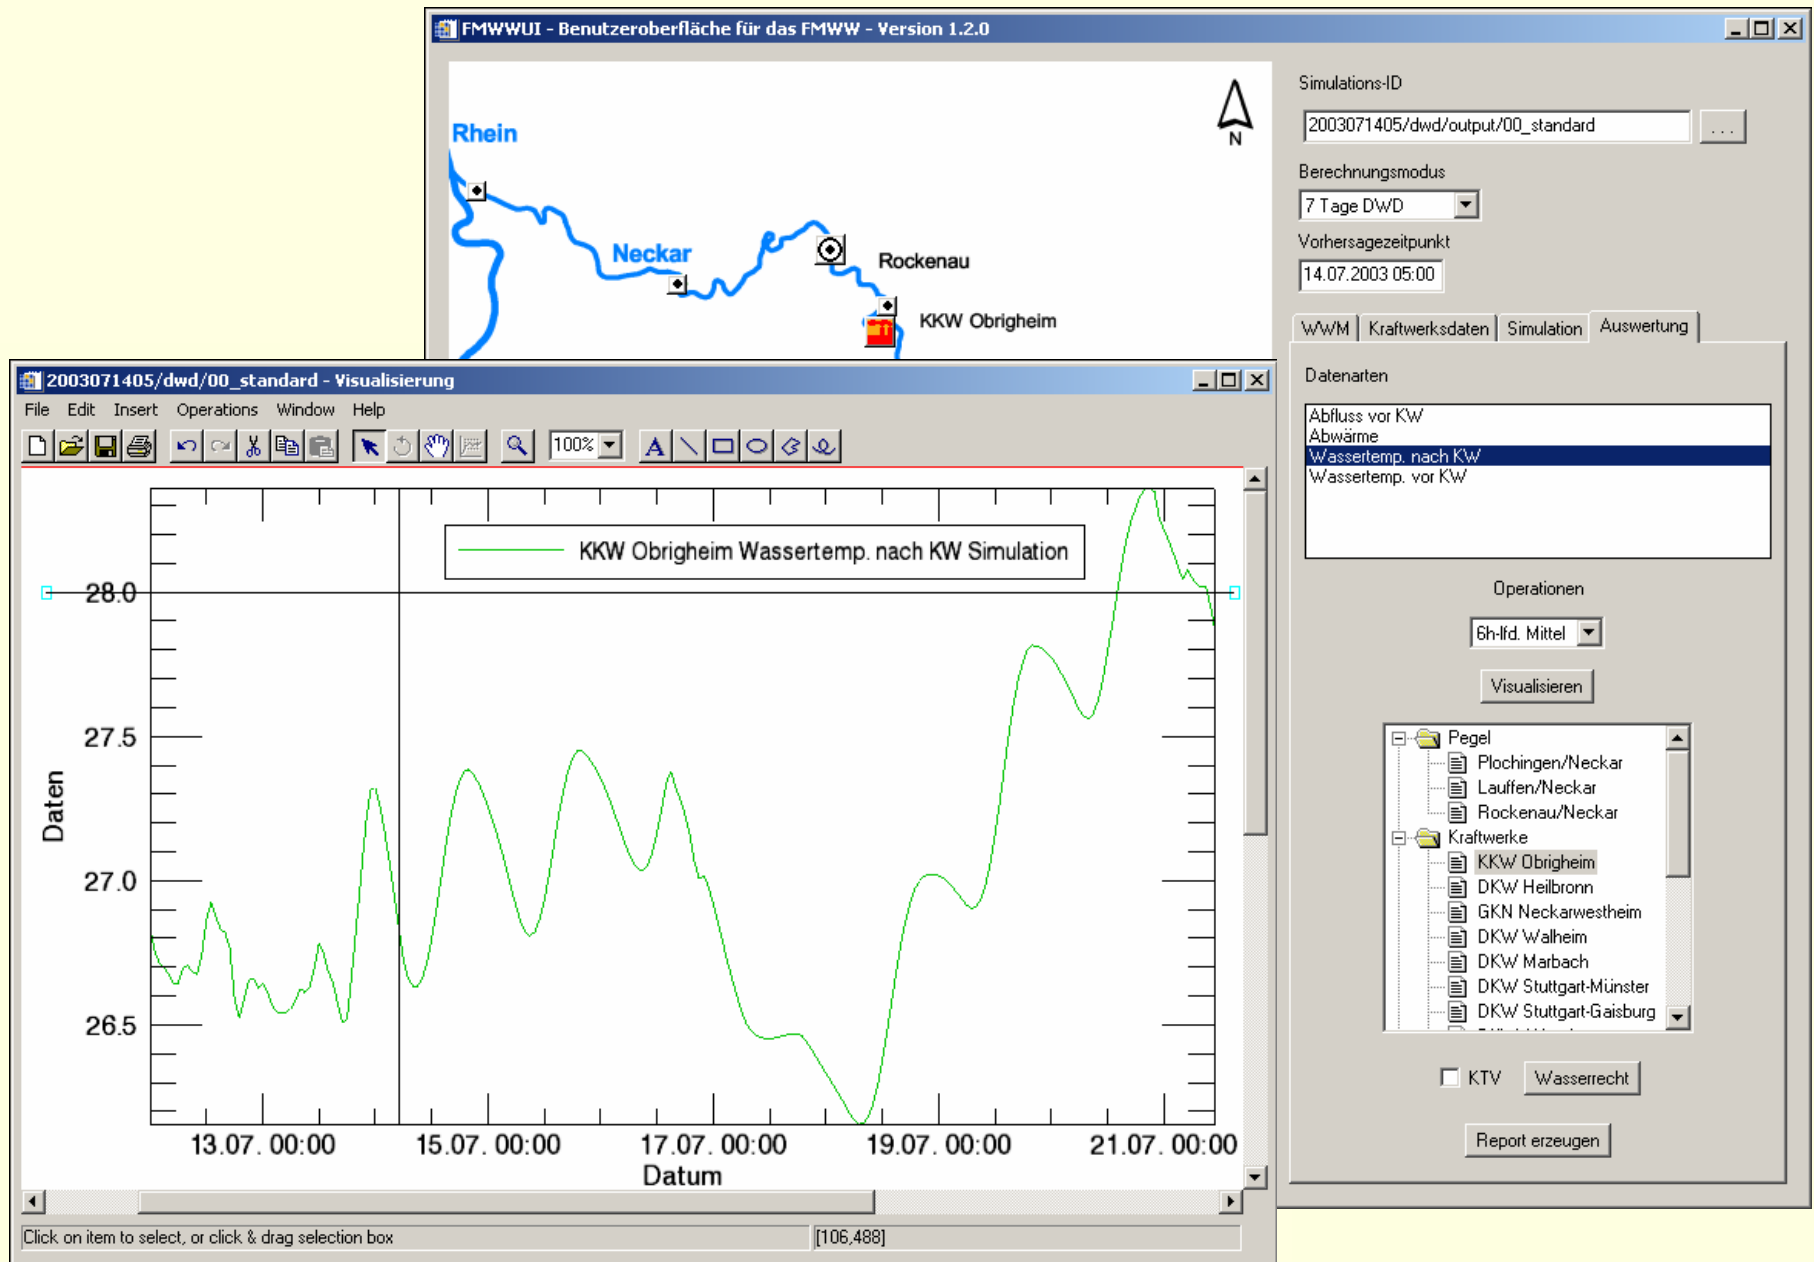 FMWWUI - Benutzeroberfläche für das FMWW - Version 1.2.0
Rhein
N
Neckar
Rockenau
KKW Obrigheim
Simulations-ID
2003071405/dwd/output/00_standard
. . .
Berechnungsmodus
7 Tage DWD
Vorhersagezeitpunkt
14.07.2003 05:00
WWM Kraftwerksdaten Simulation Auswertung
Datenarten
Abfluss vor KW
Abwärme
Wassertemp. nach KW
Wassertemp. vor KW
Operationen
6h-lfd. Mittel
Visualisieren
Pegel
Plochingen/Neckar
Lauffen/Neckar
Rockenau/Neckar
Kraftwerke
KKW Obrigheim
DKW Heilbronn
GKN Neckarwestheim
DKW Walheim
DKW Marbach
DKW Stuttgart-Münster
DKW Stuttgart-Gaisburg
KTV Wasserrecht
Report erzeugen
2003071405/dwd/00_standard - Visualisierung
File Edit Insert Operations Window Help
100% A
KKW Obrigheim Wassertemp. nach KW Simulation
28.0
27.5
27.0
26.5
Daten
13.07. 00:00 15.07. 00:00 17.07. 00:00 19.07. 00:00 21.07. 00:00
Datum
Click on item to select, or click & drag selection box [106,488]